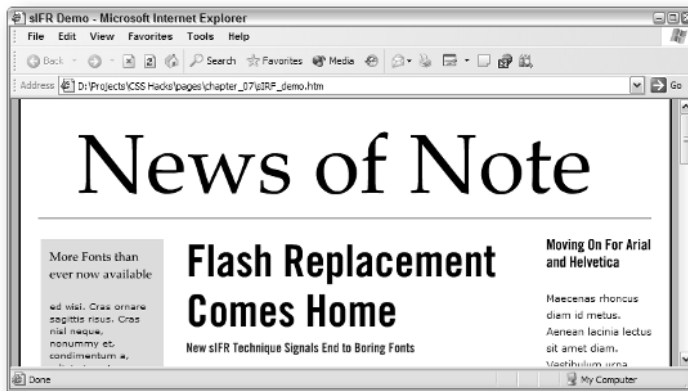 sIFR Demo - Microsoft Internet Explorer
File Edit View Favorites Tools Help
Back Search Favorites Media
Address D:\Projects\CSS Hacks\pages\chapter_07\sIRF_demo.htm Go
News of Note
More Fonts than
ever now available
ed wisi. Cras ornare
sagittis risus. Cras
nisl neque,
nonummy et,
condimentum a,
Flash Replacement
Comes Home
New sIFR Technique Signals End to Boring Fonts
Moving On For Arial
and Helvetica
Maecenas rhoncus
diam id metus.
Aenean lacinia lectus
sit amet diam.
Vestibulum urna
Done My Computer